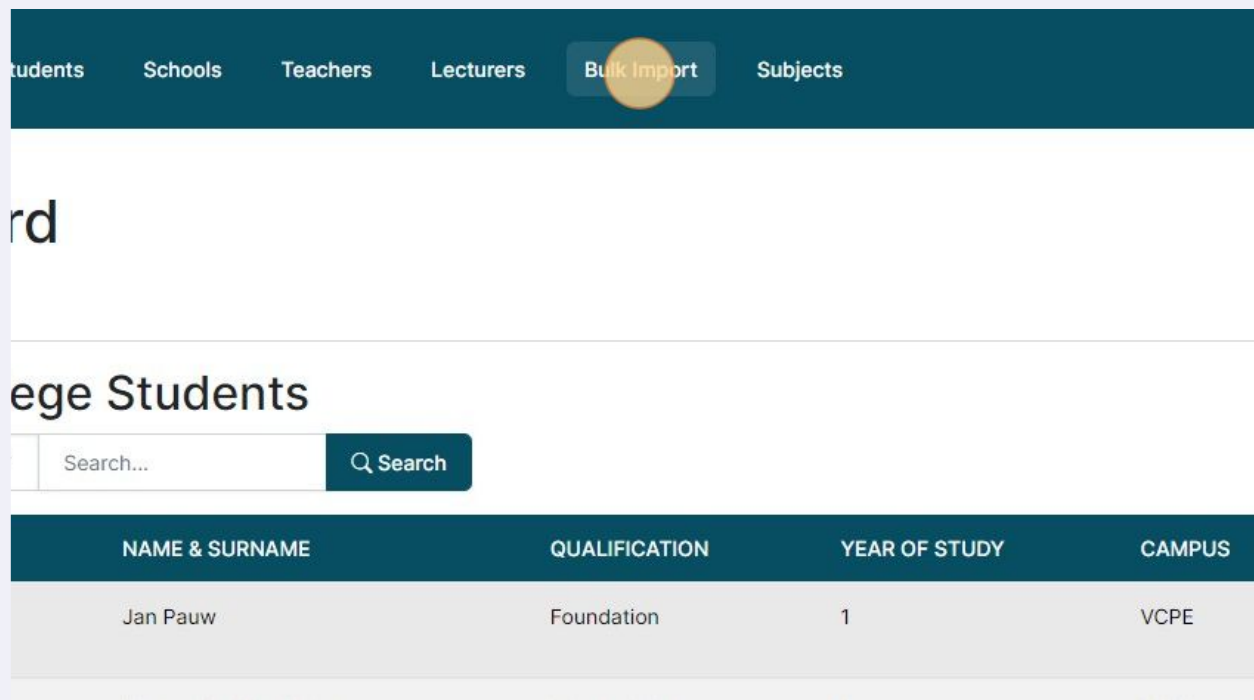 tudents Schools Teachers Lecturers Bulk Import Subjects
rd
ege Students
Search... Search
NAME & SURNAME QUALIFICATION YEAR OF STUDY CAMPUS
Jan Pauw Foundation 1 VCPE